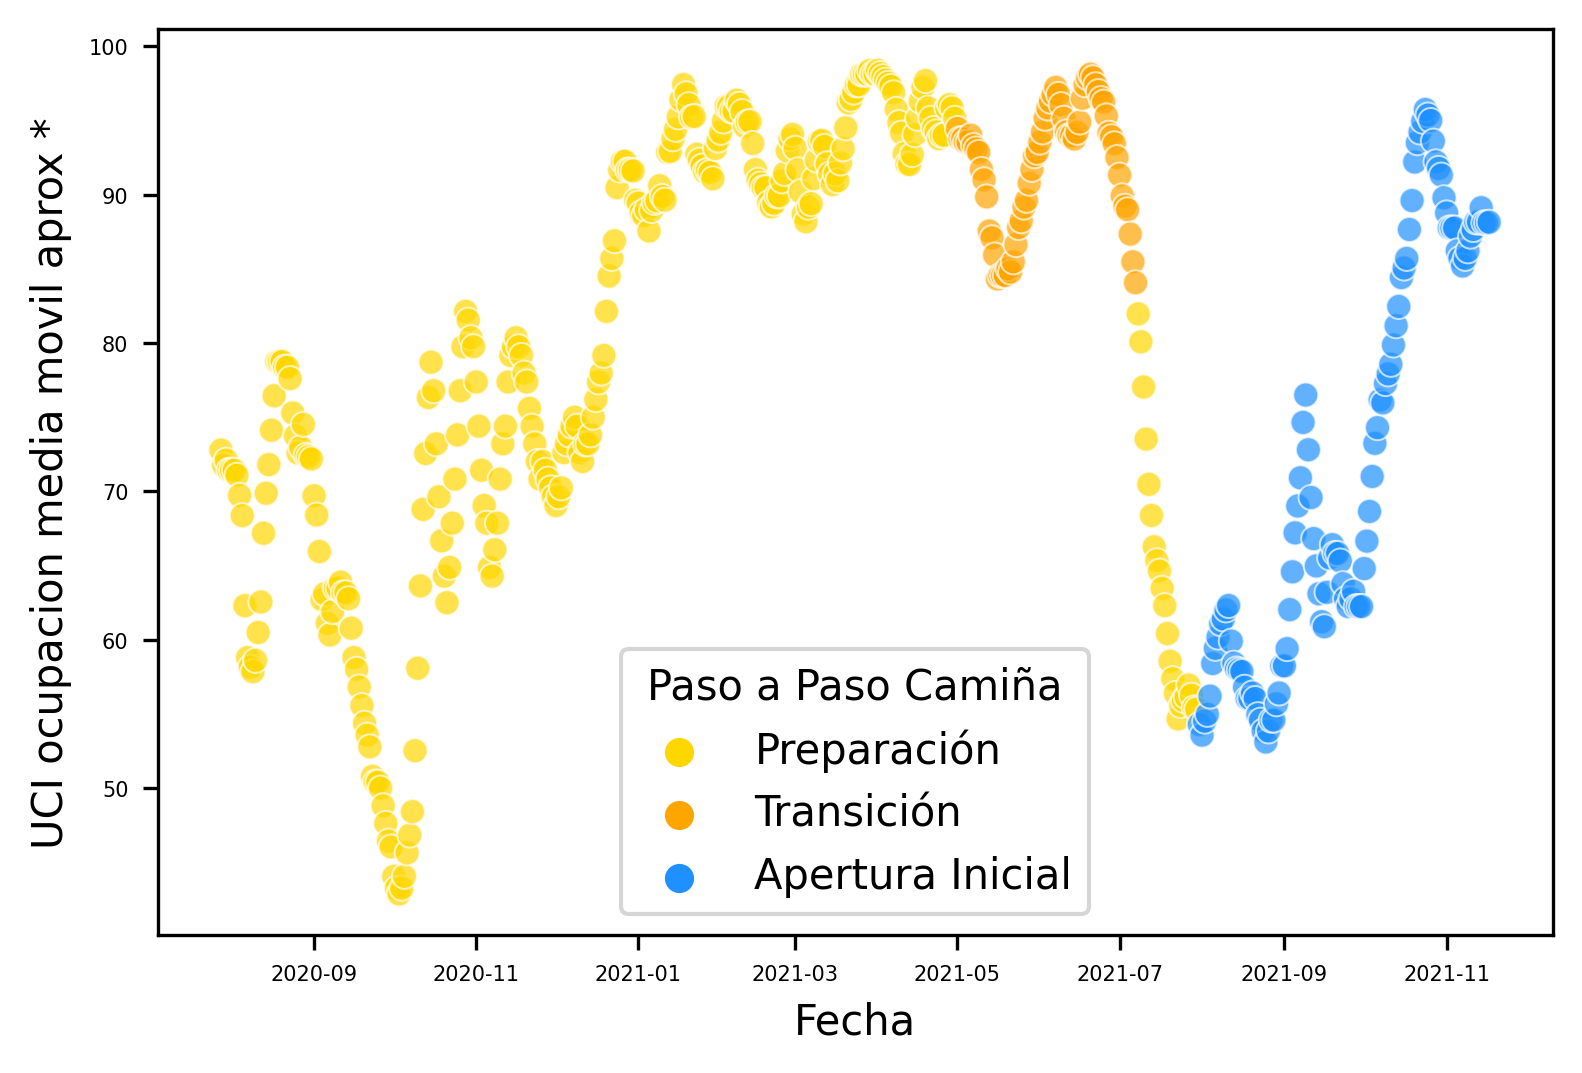 UCI ocupacion media movil aprox *
100
90
80
70
60
50
Paso a Paso Camiña
Preparación
Transición
Apertura Inicial
2020-09 2020-11 2021-01 2021-03 2021-05 2021-07 2021-09 2021-11
Fecha